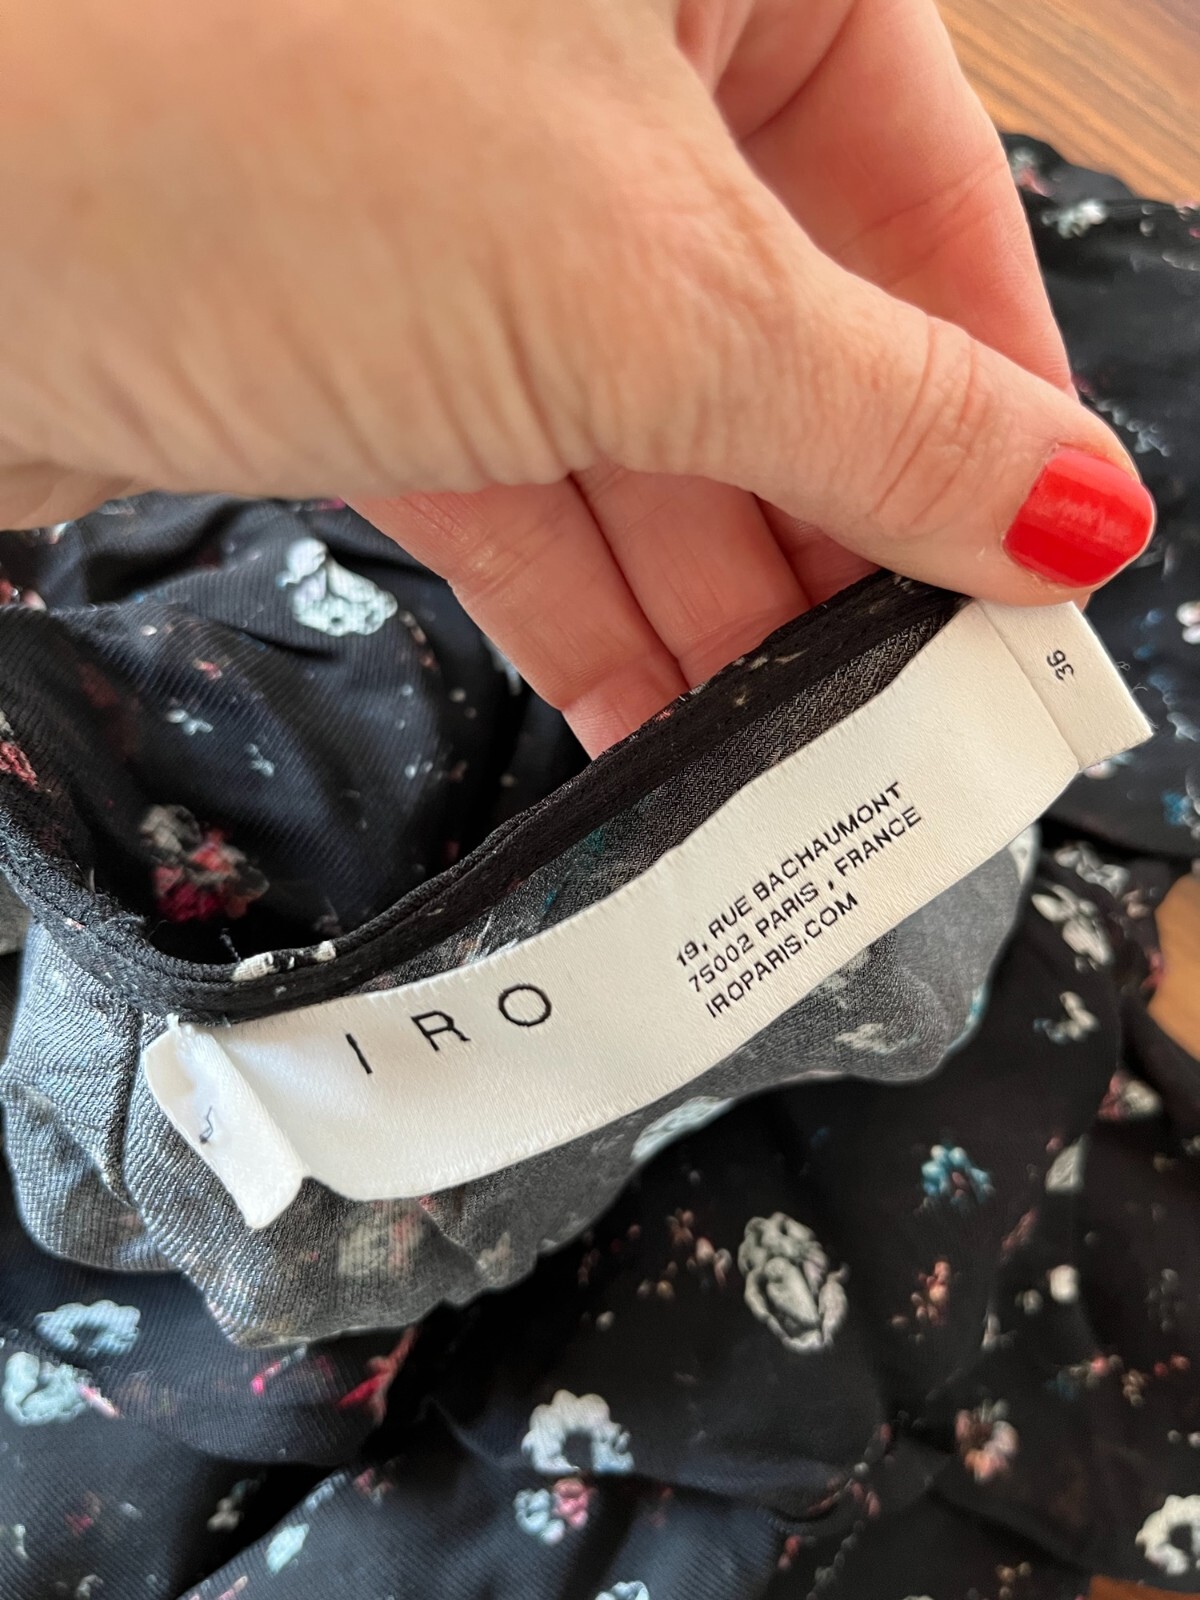 IRO
19, RUE BACHAUMONT
75002 PARIS, FRANCE
IROPARIS.COM
36